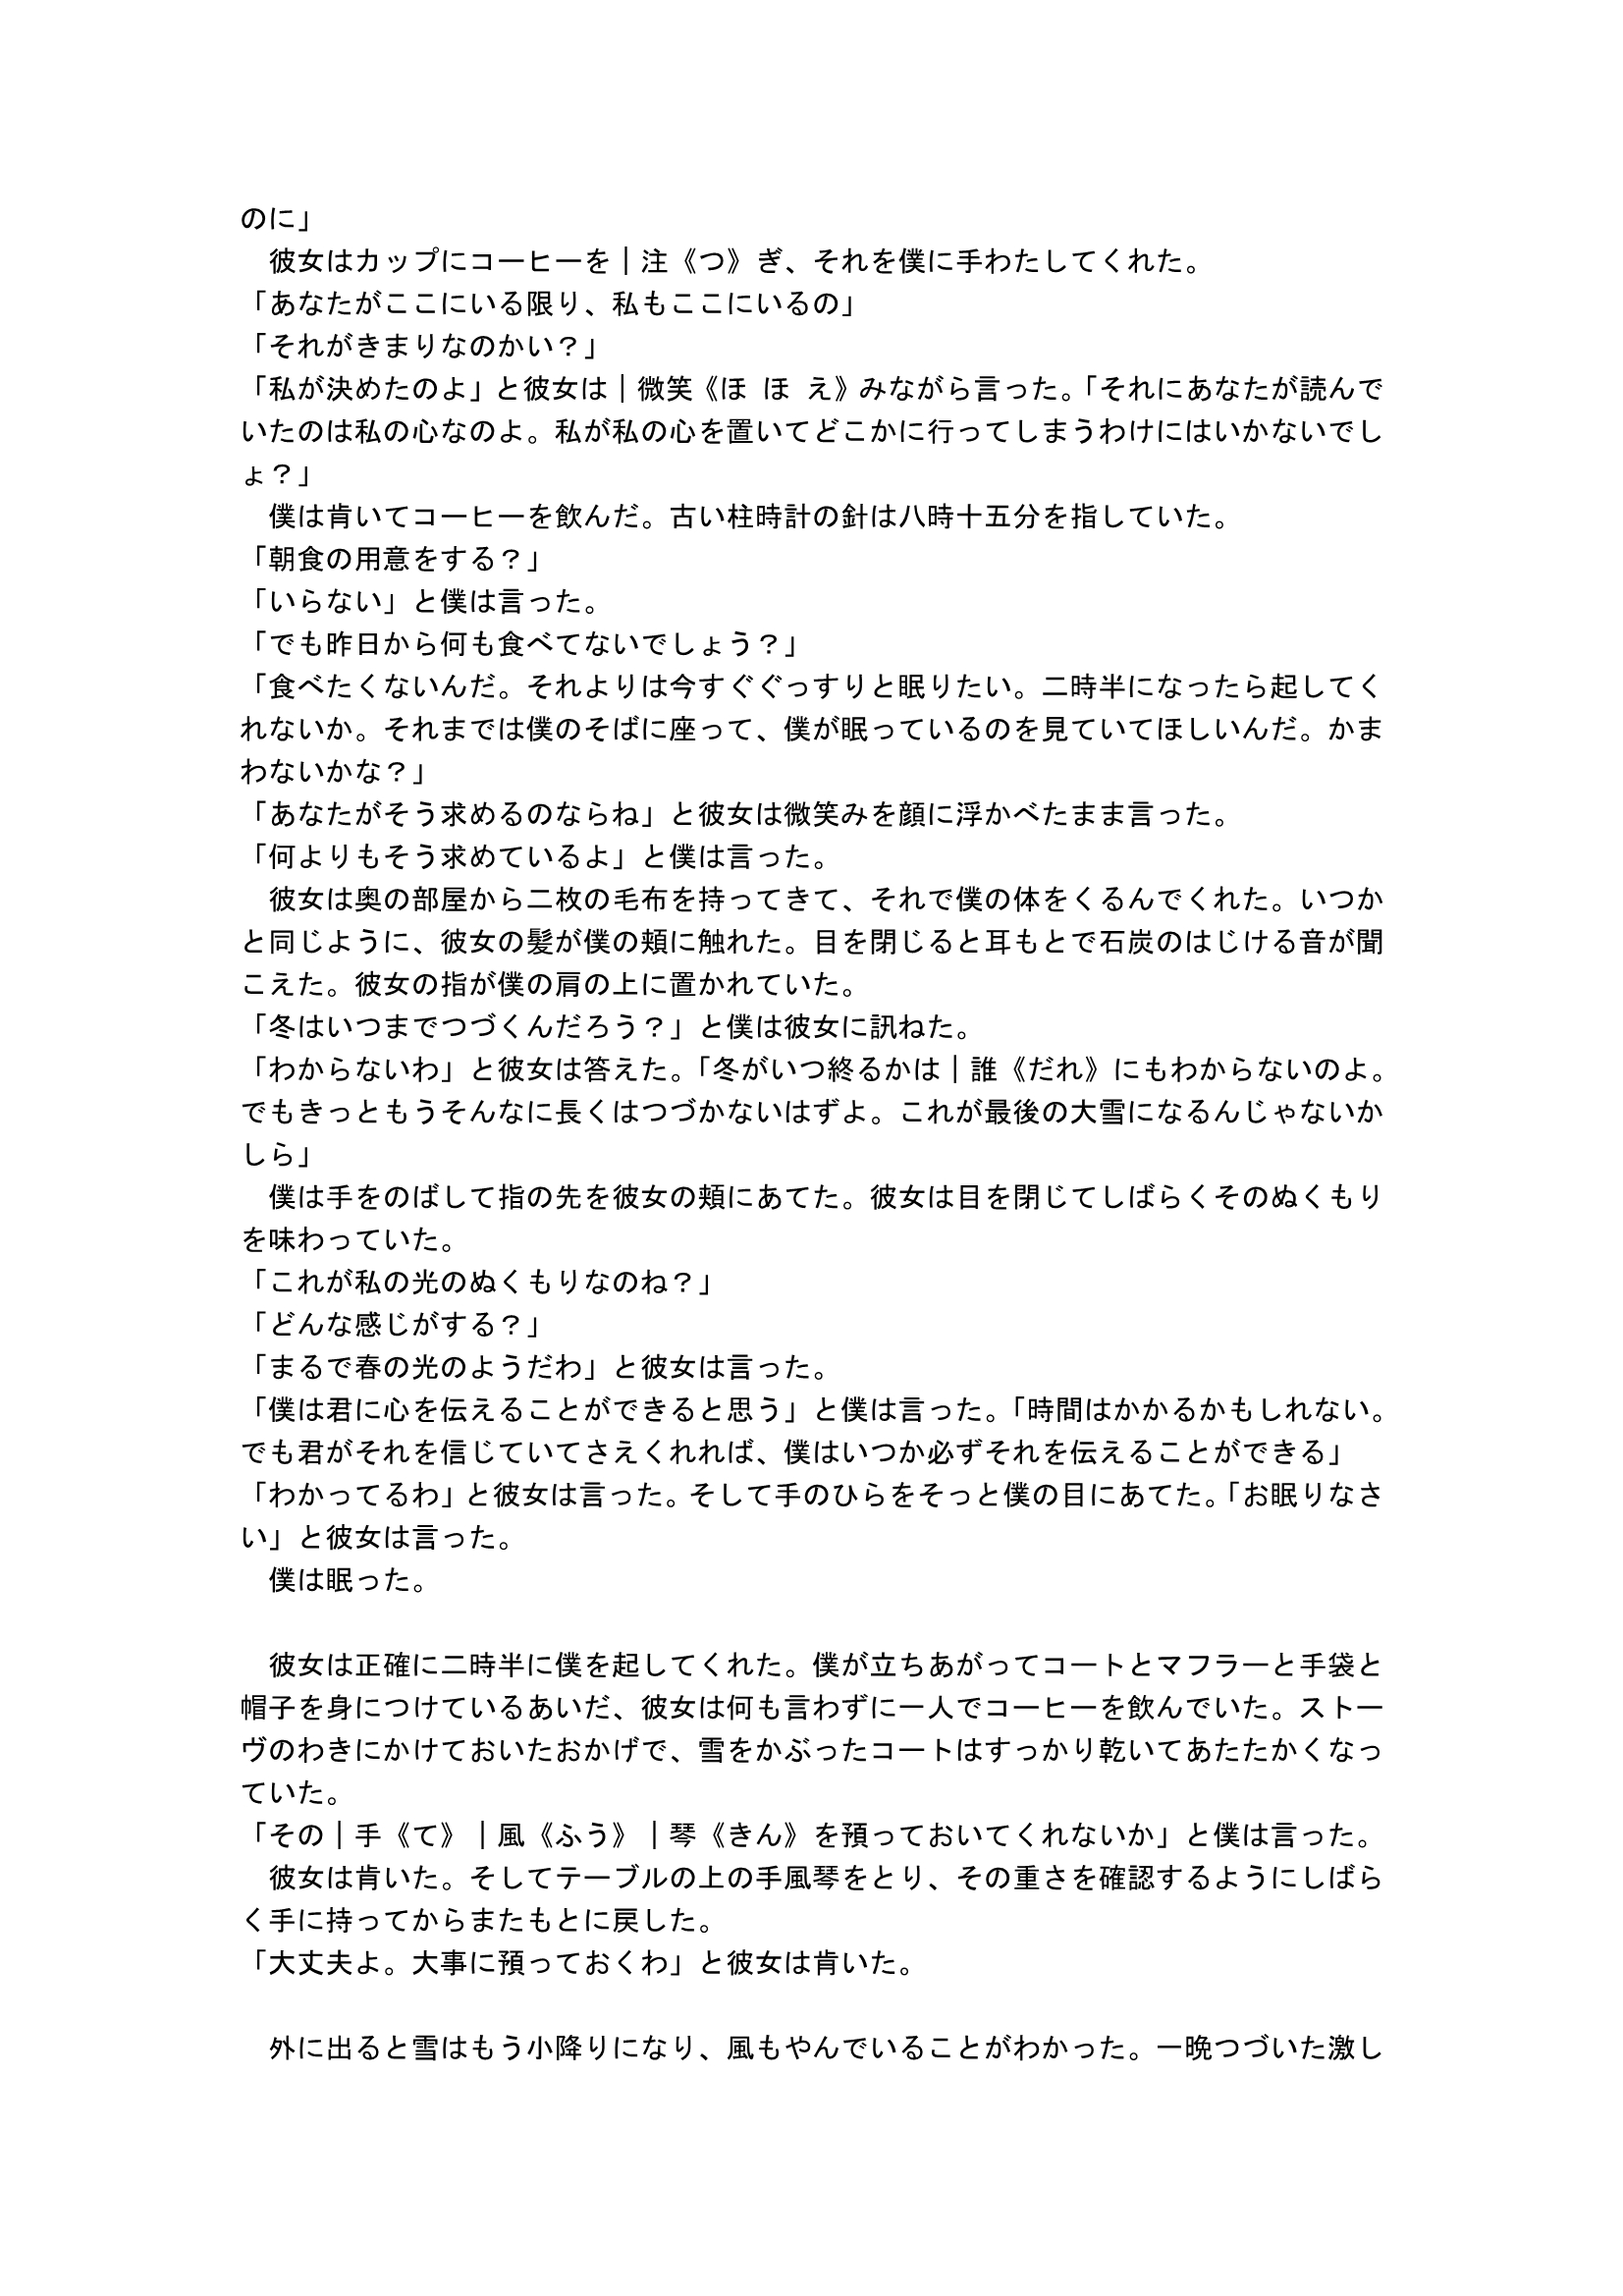 のに」
　彼女はカップにコーヒーを｜注《つ》ぎ、それを僕に手わたしてくれた。
「あなたがここにいる限り、私もここにいるの」
「それがきまりなのかい？」
「私が決めたのよ」と彼女は｜微笑《ほ ほ え》みながら言った。「それにあなたが読んで
いたのは私の心なのよ。私が私の心を置いてどこかに行ってしまうわけにはいかないでし
ょ？」
　僕は肯いてコーヒーを飲んだ。古い柱時計の針は八時十五分を指していた。
「朝食の用意をする？」
「いらない」と僕は言った。
「でも昨日から何も食べてないでしょう？」
「食べたくないんだ。それよりは今すぐぐっすりと眠りたい。二時半になったら起してく
れないか。それまでは僕のそばに座って、僕が眠っているのを見ていてほしいんだ。かま
わないかな？」
「あなたがそう求めるのならね」と彼女は微笑みを顔に浮かべたまま言った。
「何よりもそう求めているよ」と僕は言った。
　彼女は奥の部屋から二枚の毛布を持ってきて、それで僕の体をくるんでくれた。いつか
と同じように、彼女の髪が僕の頬に触れた。目を閉じると耳もとで石炭のはじける音が聞
こえた。彼女の指が僕の肩の上に置かれていた。
「冬はいつまでつづくんだろう？」と僕は彼女に訊ねた。
「わからないわ」と彼女は答えた。「冬がいつ終るかは｜誰《だれ》にもわからないのよ。
でもきっともうそんなに長くはつづかないはずよ。これが最後の大雪になるんじゃないか
しら」
　僕は手をのばして指の先を彼女の頬にあてた。彼女は目を閉じてしばらくそのぬくもり
を味わっていた。
「これが私の光のぬくもりなのね？」
「どんな感じがする？」
「まるで春の光のようだわ」と彼女は言った。
「僕は君に心を伝えることができると思う」と僕は言った。「時間はかかるかもしれない。
でも君がそれを信じていてさえくれれば、僕はいつか必ずそれを伝えることができる」
「わかってるわ」と彼女は言った。そして手のひらをそっと僕の目にあてた。「お眠りなさ
い」と彼女は言った。
　僕は眠った。
　彼女は正確に二時半に僕を起してくれた。僕が立ちあがってコートとマフラーと手袋と
帽子を身につけているあいだ、彼女は何も言わずに一人でコーヒーを飲んでいた。ストー
ヴのわきにかけておいたおかげで、雪をかぶったコートはすっかり乾いてあたたかくなっ
ていた。
「その｜手《て》｜風《ふう》｜琴《きん》を預っておいてくれないか」と僕は言った。
　彼女は肯いた。そしてテーブルの上の手風琴をとり、その重さを確認するようにしばら
く手に持ってからまたもとに戻した。
「大丈夫よ。大事に預っておくわ」と彼女は肯いた。
　外に出ると雪はもう小降りになり、風もやんでいることがわかった。一晩つづいた激し